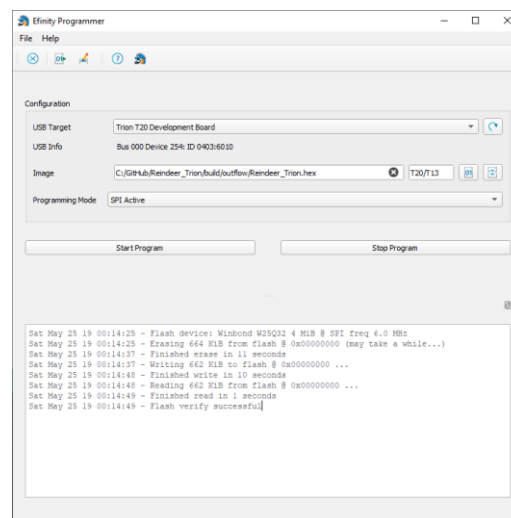 Efinity Programmer
File Help
Configuration
USB Target Trion T20 Development Board
USB Info Bus 000 Device 254: ID 0403:6010
Image C:/GitHub/Reindeer_Trion/build/outflow/Reindeer_Trion.hex T20/T13
Programming Mode SPI Active
Start Program Stop Program
Sat May 25 19 00:14:25 - Flash device: Winbond W25Q32 4 MiB @ SPI freq 6.0 MHz
Sat May 25 19 00:14:25 - Erasing 664 KiB from flash @ 0x00000000 (may take a while...)
Sat May 25 19 00:14:37 - Finished erase in 11 seconds
Sat May 25 19 00:14:37 - Writing 662 KiB to flash @ 0x00000000 ...
Sat May 25 19 00:14:48 - Finished write in 10 seconds
Sat May 25 19 00:14:48 - Reading 662 KiB from flash @ 0x00000000 ...
Sat May 25 19 00:14:49 - Finished read in 1 seconds
Sat May 25 19 00:14:49 - Flash verify successful